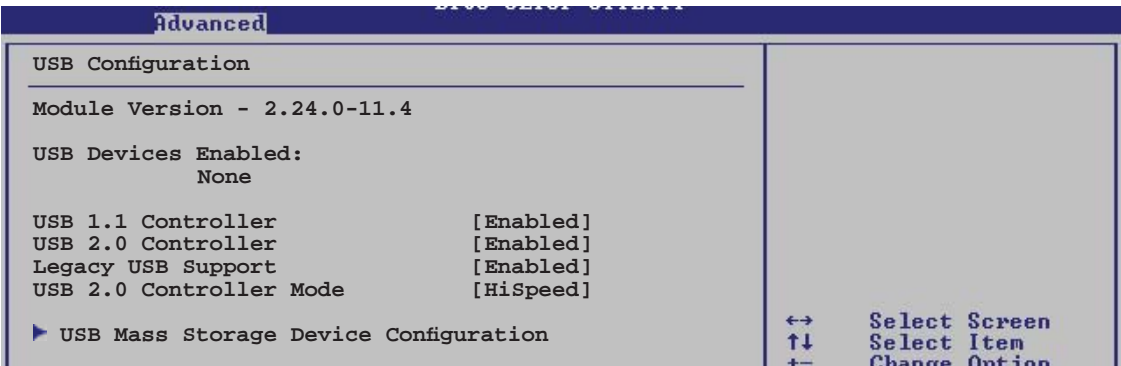 Advanced
USB Configuration
Module Version - 2.24.0-11.4
USB Devices Enabled:
None
USB 1.1 Controller [Enabled]
USB 2.0 Controller [Enabled]
Legacy USB Support [Enabled]
USB 2.0 Controller Mode [HiSpeed]
USB Mass Storage Device Configuration
↔ Select Screen
↑↓ Select Item
+- Change Option